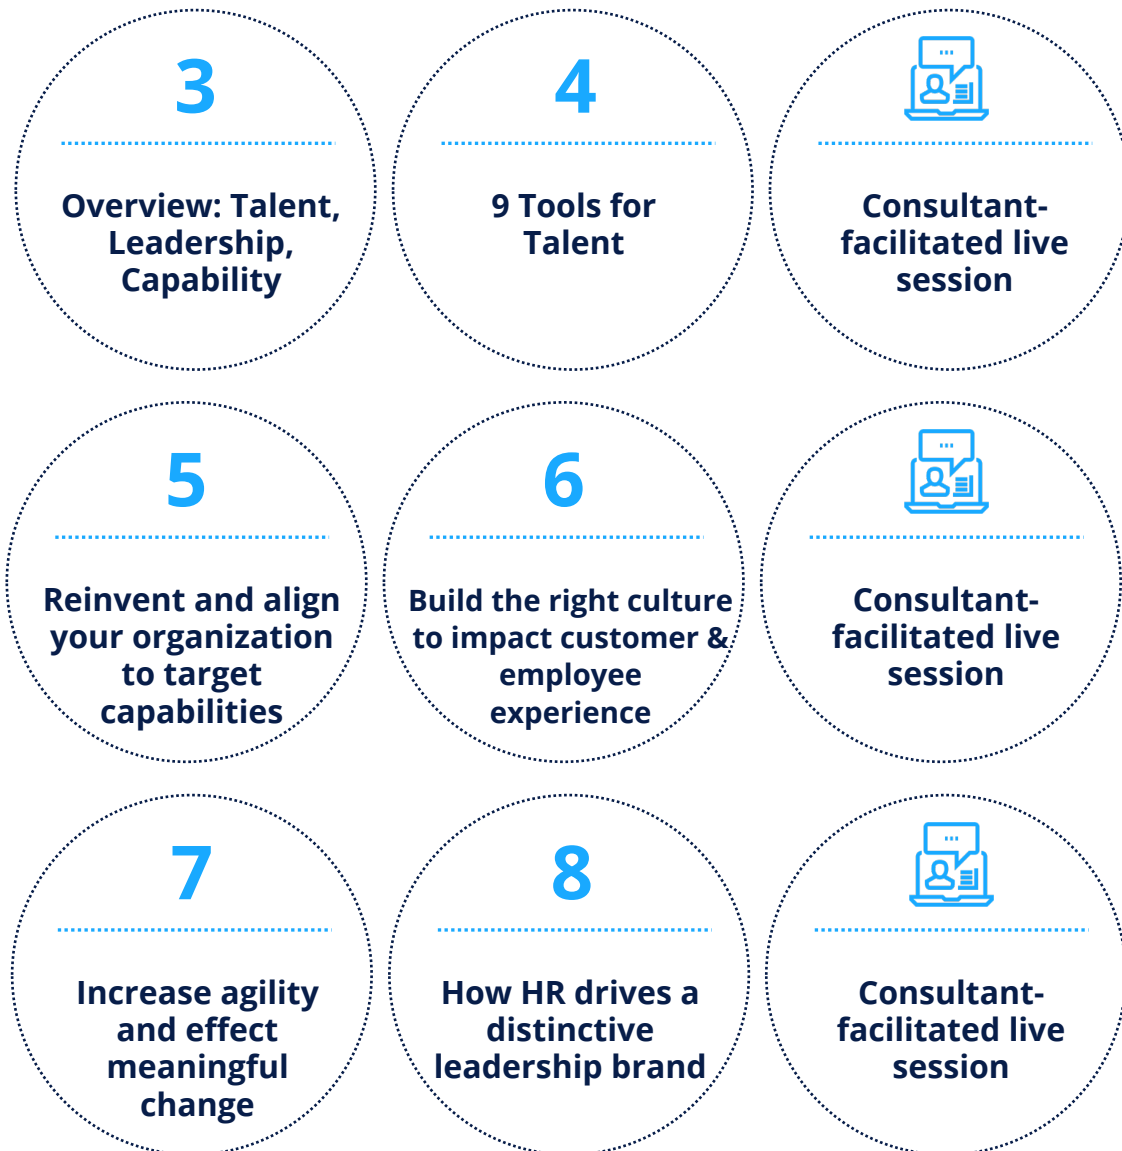 3
Overview: Talent,
Leadership,
Capability
4
9 Tools for
Talent
Consultant-
facilitated live
session
5
Reinvent and align
your organization
to target
capabilities
6
Build the right culture
to impact customer &
employee
experience
Consultant-
facilitated live
session
7
Increase agility
and effect
meaningful
change
8
How HR drives a
distinctive
leadership brand
Consultant-
facilitated live
session